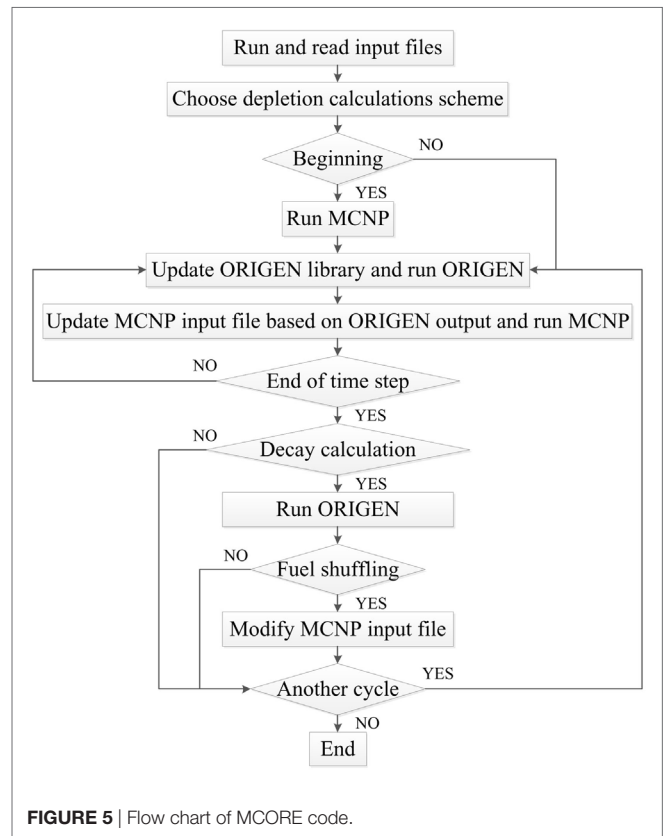 Run and read input files
Choose depletion calculations scheme
Beginning
NO
YES
Run MCNP
Update ORIGEN library and run ORIGEN
Update MCNP input file based on ORIGEN output and run MCNP
NO
End of time step
YES
NO
Decay calculation
YES
Run ORIGEN
NO
Fuel shuffling
YES
Modify MCNP input file
Another cycle
YES
NO
End
FIGURE 5 | Flow chart of MCORE code.